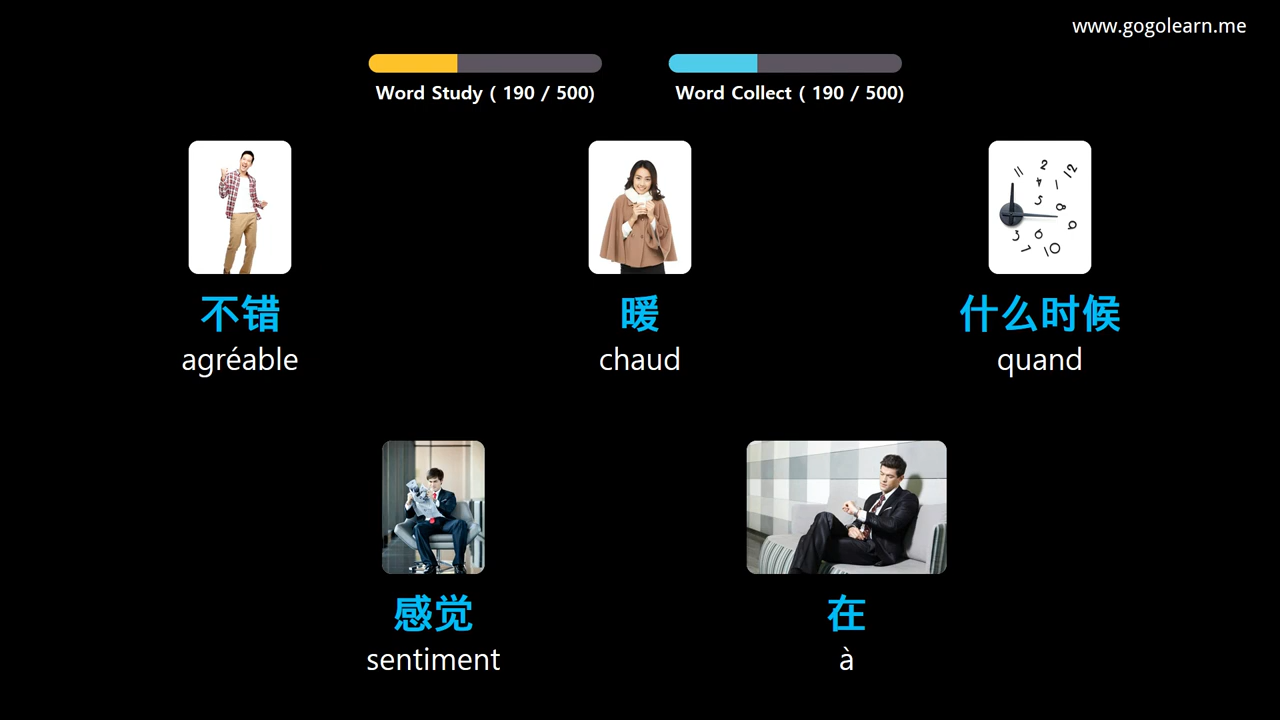 www.gogolearn.me
Word Study ( 190 / 500)
Word Collect ( 190 / 500)
不错
agréable
暖
chaud
什么时候
quand
感觉
sentiment
在
à